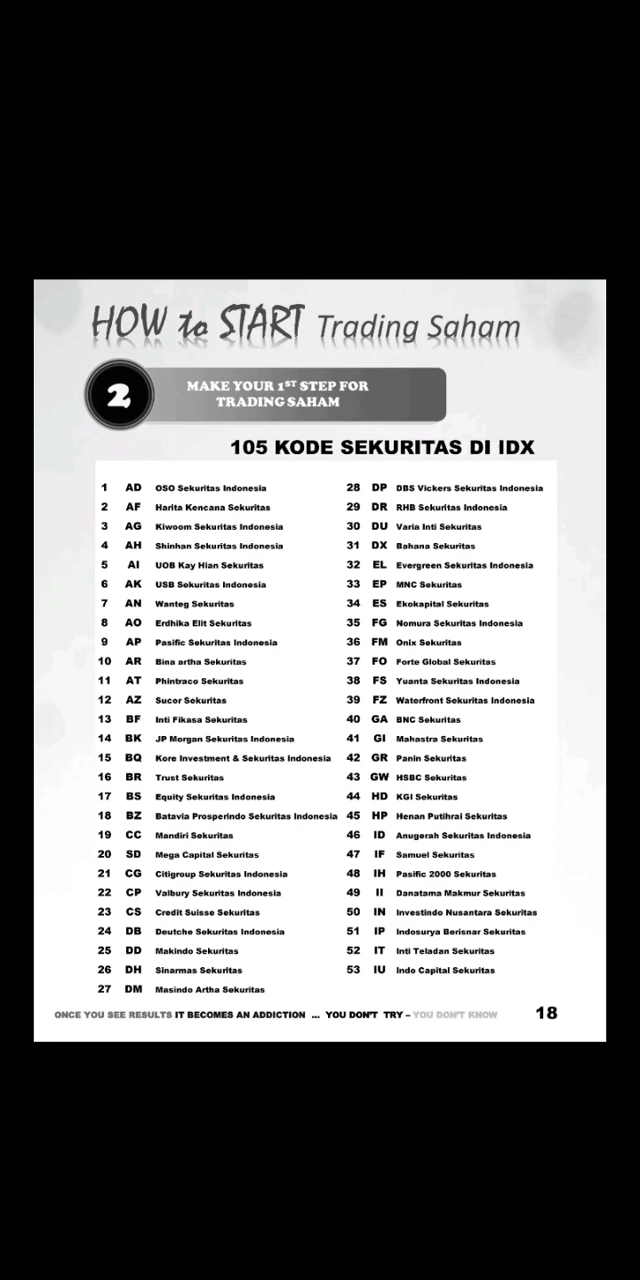 HOW to START Trading Saham
2
MAKE YOUR 1ST STEP FOR
TRADING SAHAM
105 KODE SEKURITAS DI IDX
1 AD OSO Sekuritas Indonesia
2 AF Harita Kencana Sekuritas
3 AG Kiwoom Sekuritas Indonesia
4 AH Shinhan Sekuritas Indonesia
5 AI UOB Kay Hian Sekuritas
6 AK USB Sekuritas Indonesia
7 AN Wanteg Sekuritas
8 AO Erdhika Elit Sekuritas
9 AP Pasific Sekuritas Indonesia
10 AR Bina artha Sekuritas
11 AT Phintraco Sekuritas
12 AZ Sucor Sekuritas
13 BF Inti Fikasa Sekuritas
14 BK JP Morgan Sekuritas Indonesia
15 BQ Kore Investment & Sekuritas Indonesia
16 BR Trust Sekuritas
17 BS Equity Sekuritas Indonesia
18 BZ Batavia Prosperindo Sekuritas Indonesia
19 CC Mandiri Sekuritas
20 SD Mega Capital Sekuritas
21 CG Citigroup Sekuritas Indonesia
22 CP Valbury Sekuritas Indonesia
23 CS Credit Suisse Sekuritas
24 DB Deutche Sekuritas Indonesia
25 DD Makindo Sekuritas
26 DH Sinarmas Sekuritas
27 DM Masindo Artha Sekuritas
28 DP DBS Vickers Sekuritas Indonesia
29 DR RHB Sekuritas Indonesia
30 DU Varia Inti Sekuritas
31 DX Bahana Sekuritas
32 EL Evergreen Sekuritas Indonesia
33 EP MNC Sekuritas
34 ES Ekokapital Sekuritas
35 FG Nomura Sekuritas Indonesia
36 FM Onix Sekuritas
37 FO Forte Global Sekuritas
38 FS Yuanta Sekuritas Indonesia
39 FZ Waterfront Sekuritas Indonesia
40 GA BNC Sekuritas
41 GI Mahastra Sekuritas
42 GR Panin Sekuritas
43 GW HSBC Sekuritas
44 HD KGI Sekuritas
45 HP Henan Putihrai Sekuritas
46 ID Anugerah Sekuritas Indonesia
47 IF Samuel Sekuritas
48 IH Pasific 2000 Sekuritas
49 II Danatama Makmur Sekuritas
50 IN Investindo Nusantara Sekuritas
51 IP Indosurya Berisnar Sekuritas
52 IT Inti Teladan Sekuritas
53 IU Indo Capital Sekuritas
ONCE YOU SEE RESULTS IT BECOMES AN ADDICTION ... YOU DON'T TRY – YOU DON'T KNOW
18